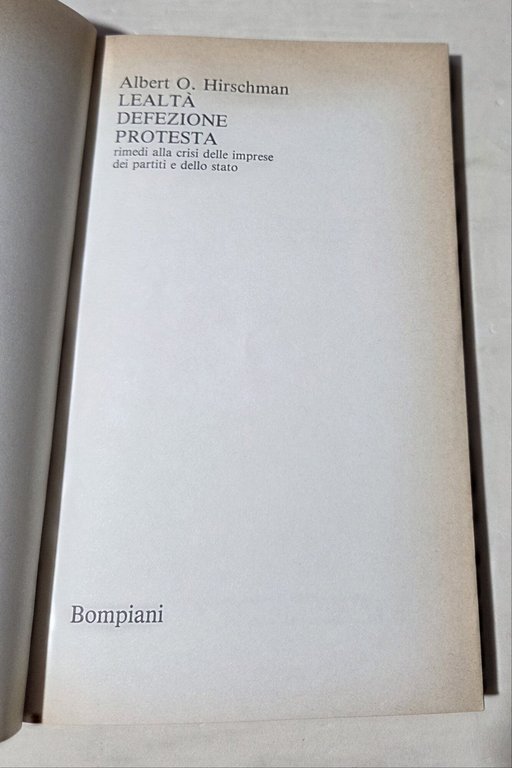 Albert O. Hirschman
LEALTÀ
DEFEZIONE
PROTESTA
rimedi alla crisi delle imprese
dei partiti e dello stato
Bompiani